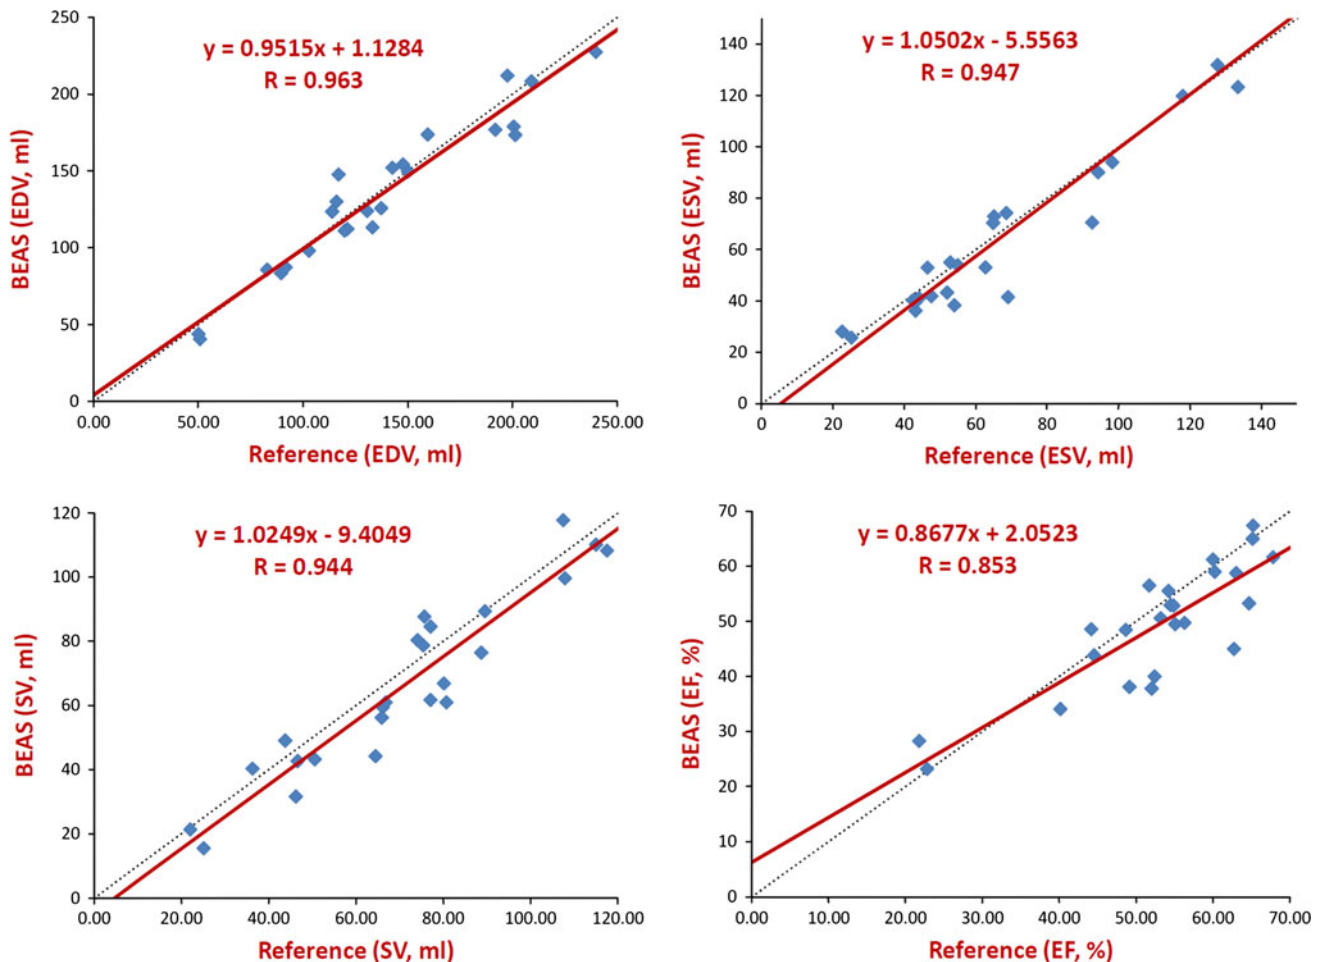 y = 0.9515x + 1.1284
R = 0.963
BEAS (EDV, ml)
250
200
150
100
50
0
0.00 50.00 100.00 150.00 200.00 250.00
Reference (EDV, ml)
y = 1.0502x - 5.5563
R = 0.947
BEAS (ESV, ml)
140
120
100
80
60
40
20
0
0 20 40 60 80 100 120 140
Reference (ESV, ml)
y = 1.0249x - 9.4049
R = 0.944
BEAS (SV, ml)
120
100
80
60
40
20
0
0.00 20.00 40.00 60.00 80.00 100.00 120.00
Reference (SV, ml)
y = 0.8677x + 2.0523
R = 0.853
BEAS (EF, %)
70
60
50
40
30
20
10
0
0.00 10.00 20.00 30.00 40.00 50.00 60.00 70.00
Reference (EF, %)